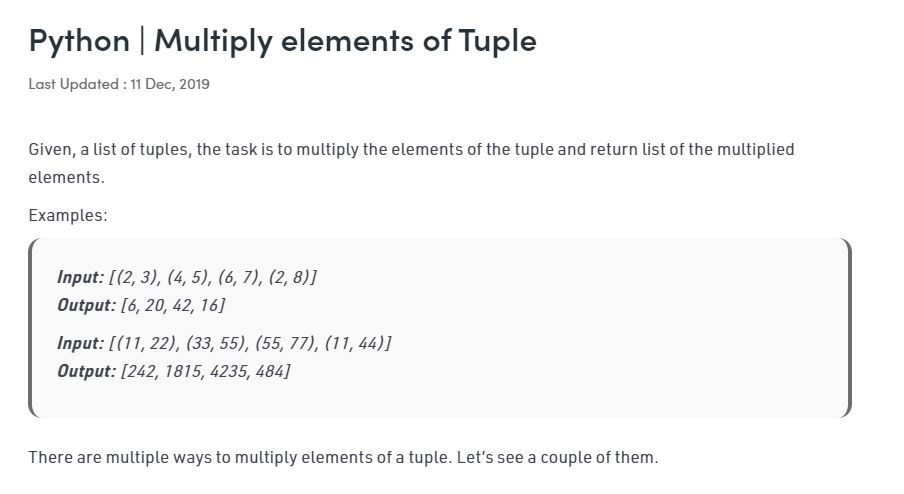 Python | Multiply elements of Tuple
Last Updated : 11 Dec, 2019
Given, a list of tuples, the task is to multiply the elements of the tuple and return list of the multiplied
elements.
Examples:
Input: [(2, 3), (4, 5), (6, 7), (2, 8)]
Output: [6, 20, 42, 16]
Input: [(11, 22), (33, 55), (55, 77), (11, 44)]
Output: [242, 1815, 4235, 484]
There are multiple ways to multiply elements of a tuple. Let’s see a couple of them.